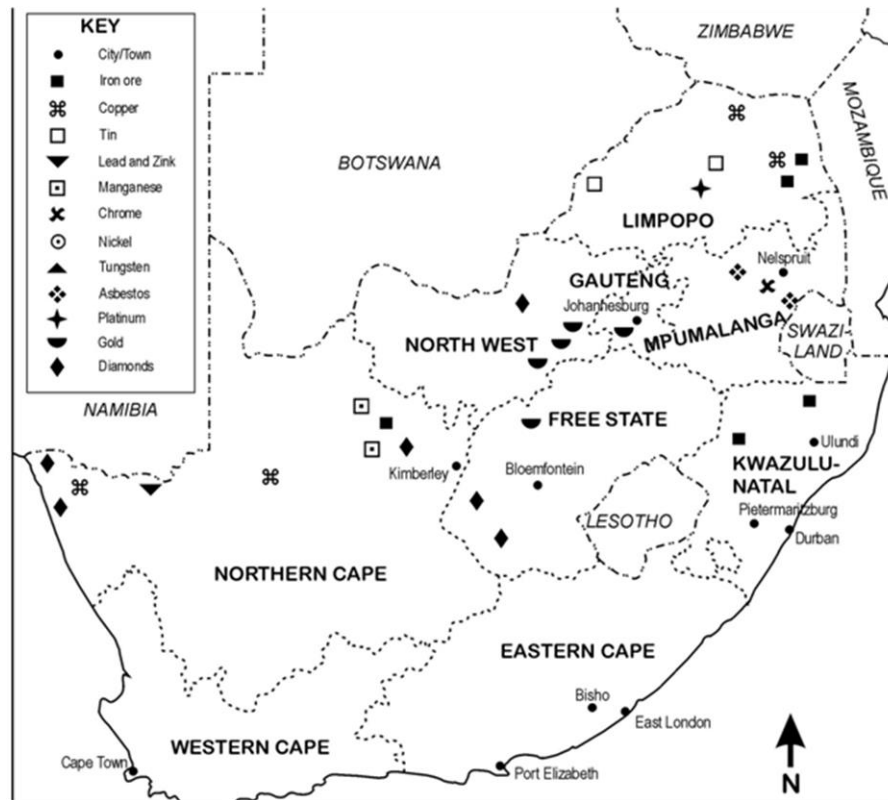 KEY
City/Town
Iron ore
Copper
Tin
Lead and Zink
Manganese
Chrome
Nickel
Tungsten
Asbestos
Platinum
Gold
Diamonds
ZIMBABWE
MOZAMBIQUE
BOTSWANA
LIMPOPO
Nelspruit
GAUTENG
Johannesburg
MPUMALANGA
SWAZI-
LAND
NORTH WEST
NAMIBIA
FREE STATE
Ulundi
Kimberley
Bloemfontein
KWAZULU-
NATAL
Pietermaritzburg
LESOTHO
Durban
NORTHERN CAPE
EASTERN CAPE
Bisho
East London
WESTERN CAPE
Cape Town
Port Elizabeth
N